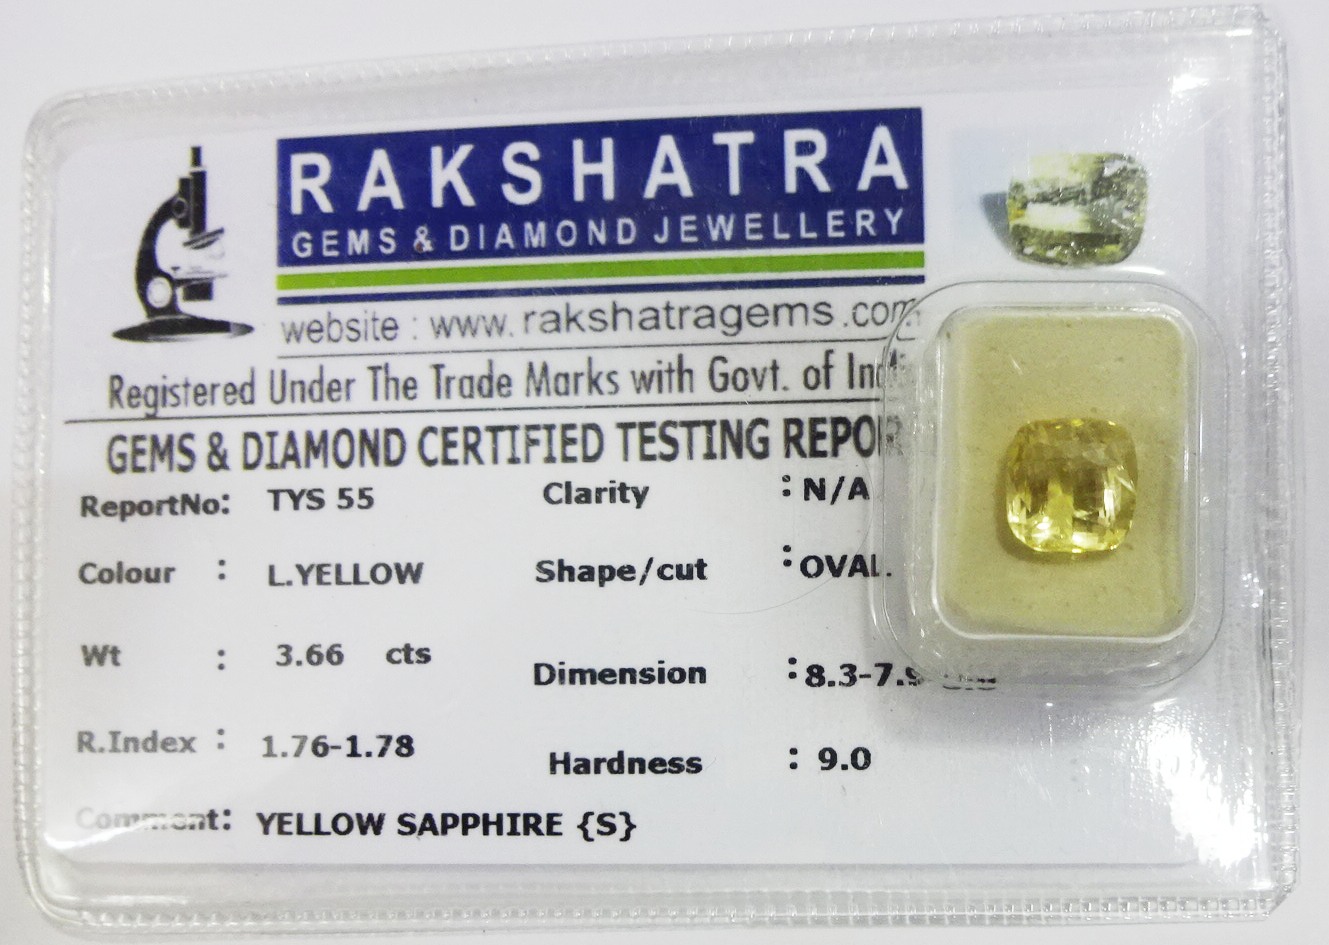 RAKSHATRA
GEMS & DIAMOND JEWELLERY
website : www.rakshatragems.com
Registered Under The Trade Marks with Govt. of
GEMS & DIAMOND CERTIFIED TESTING
ReportNo: TYS 55 Clarity : N/A
Colour : L.YELLOW Shape/cut : OVAL.
Wt : 3.66 cts Dimension : 8.3-7.9
R.Index : 1.76-1.78 Hardness : 9.0
Comment: YELLOW SAPPHIRE {S}